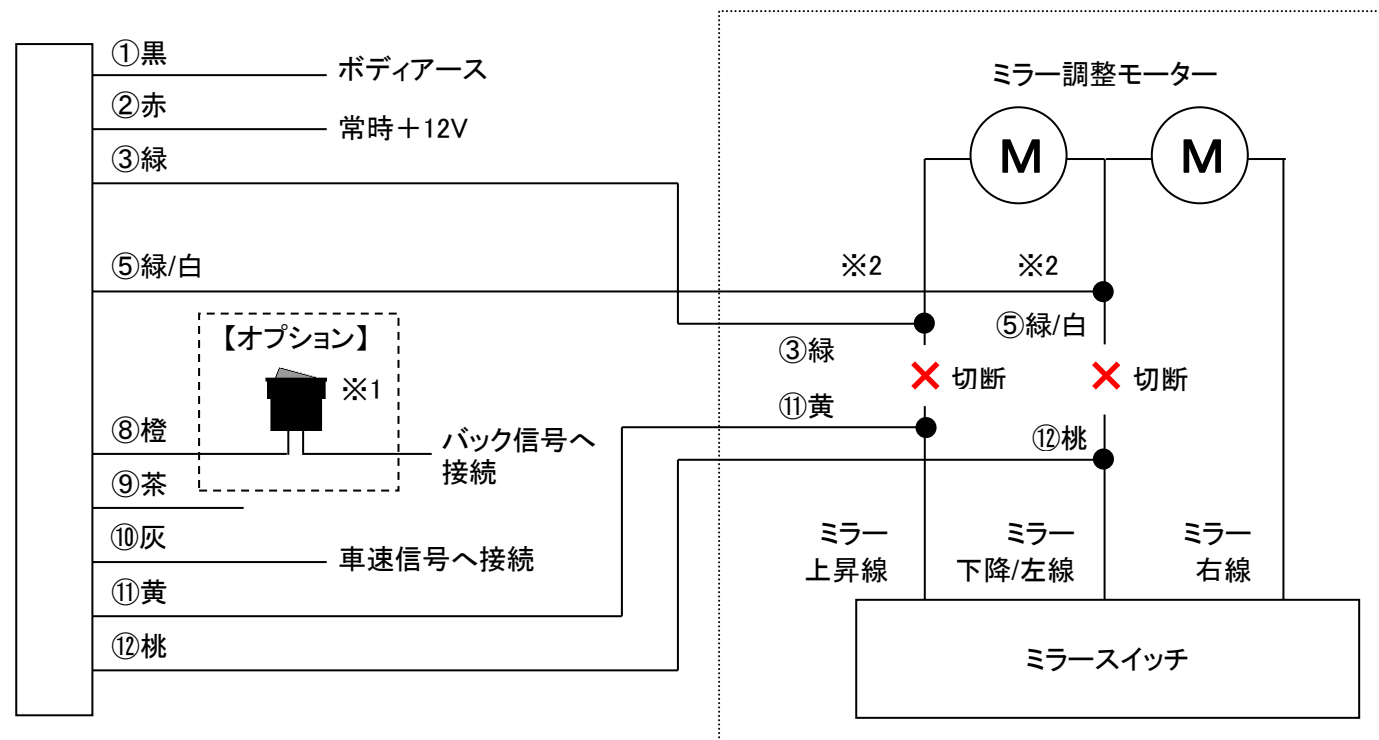 ①黒
ボディアース
②赤
常時＋12V
③緑
⑤緑/白
【オプション】
※1
⑧橙
バック信号へ
接続
⑨茶
⑩灰
車速信号へ接続
⑪黄
⑫桃
ミラー調整モーター
M
M
※2
※2
③緑
⑤緑/白
切断
切断
⑪黄
⑫桃
ミラー
上昇線
ミラー
下降/左線
ミラー
右線
ミラースイッチ